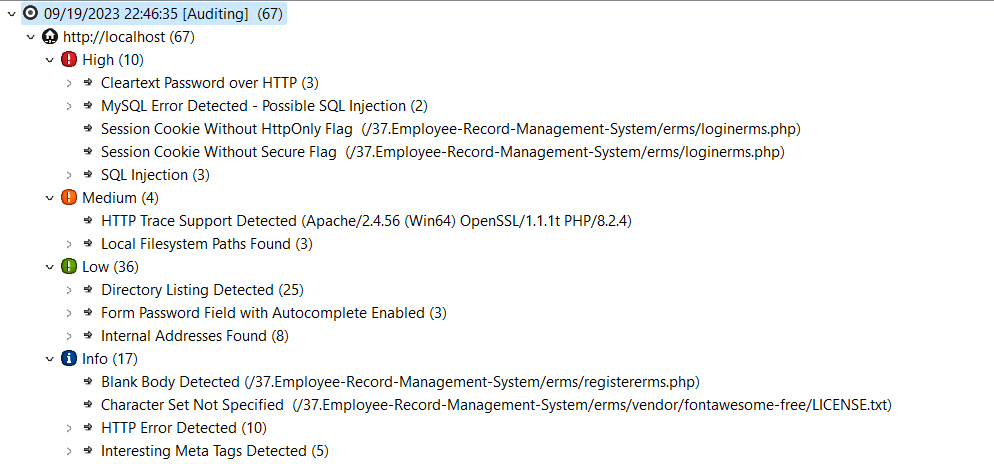 09/19/2023 22:46:35 [Auditing] (67)
http://localhost (67)
High (10)
Cleartext Password over HTTP (3)
MySQL Error Detected - Possible SQL Injection (2)
Session Cookie Without HttpOnly Flag (/37.Employee-Record-Management-System/erms/loginerms.php)
Session Cookie Without Secure Flag (/37.Employee-Record-Management-System/erms/loginerms.php)
SQL Injection (3)
Medium (4)
HTTP Trace Support Detected (Apache/2.4.56 (Win64) OpenSSL/1.1.1t PHP/8.2.4)
Local Filesystem Paths Found (3)
Low (36)
Directory Listing Detected (25)
Form Password Field with Autocomplete Enabled (3)
Internal Addresses Found (8)
Info (17)
Blank Body Detected (/37.Employee-Record-Management-System/erms/registererms.php)
Character Set Not Specified (/37.Employee-Record-Management-System/erms/vendor/fontawesome-free/LICENSE.txt)
HTTP Error Detected (10)
Interesting Meta Tags Detected (5)